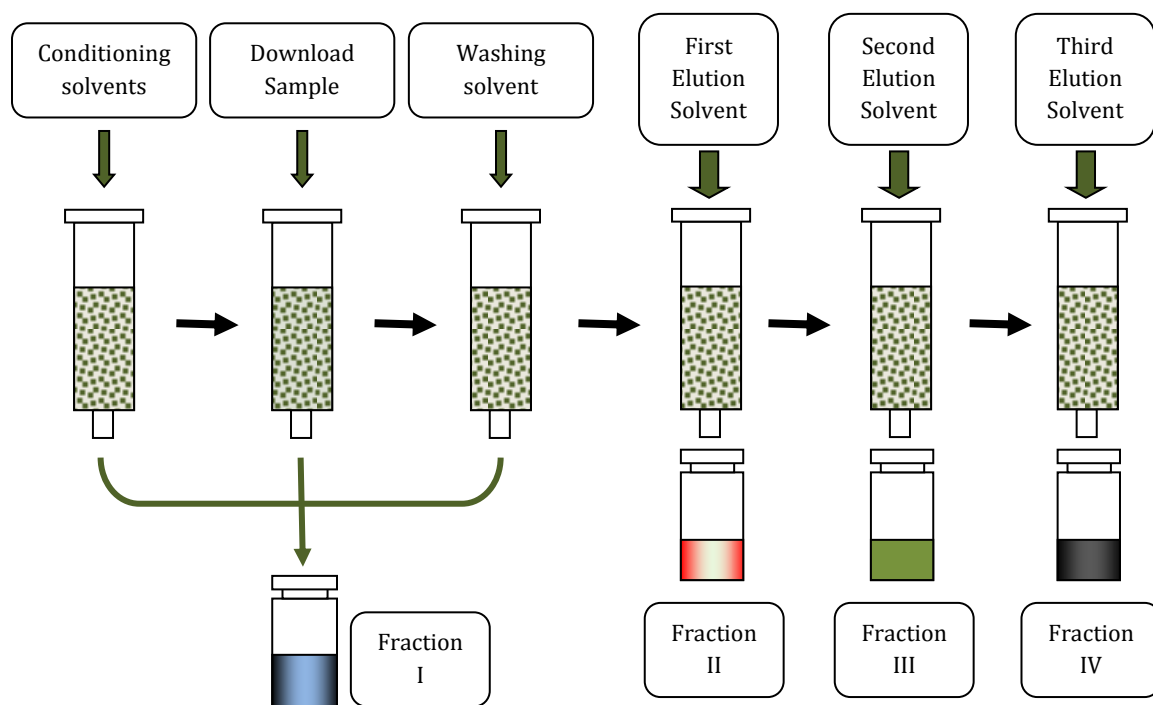 Conditioning
solvents
Download
Sample
Washing
solvent
First
Elution
Solvent
Second
Elution
Solvent
Third
Elution
Solvent
Fraction
I
Fraction
II
Fraction
III
Fraction
IV